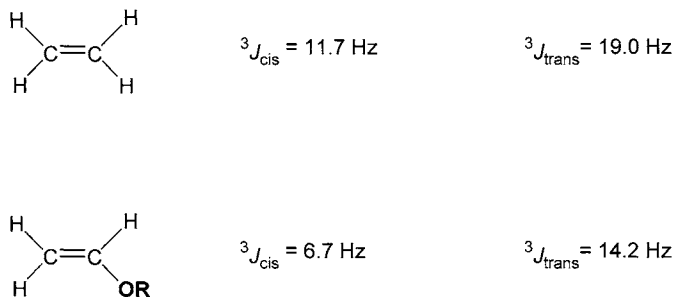 H H
C=C
H H
³J_cis = 11.7 Hz
³J_trans = 19.0 Hz
H H
C=C
H OR
³J_cis = 6.7 Hz
³J_trans = 14.2 Hz